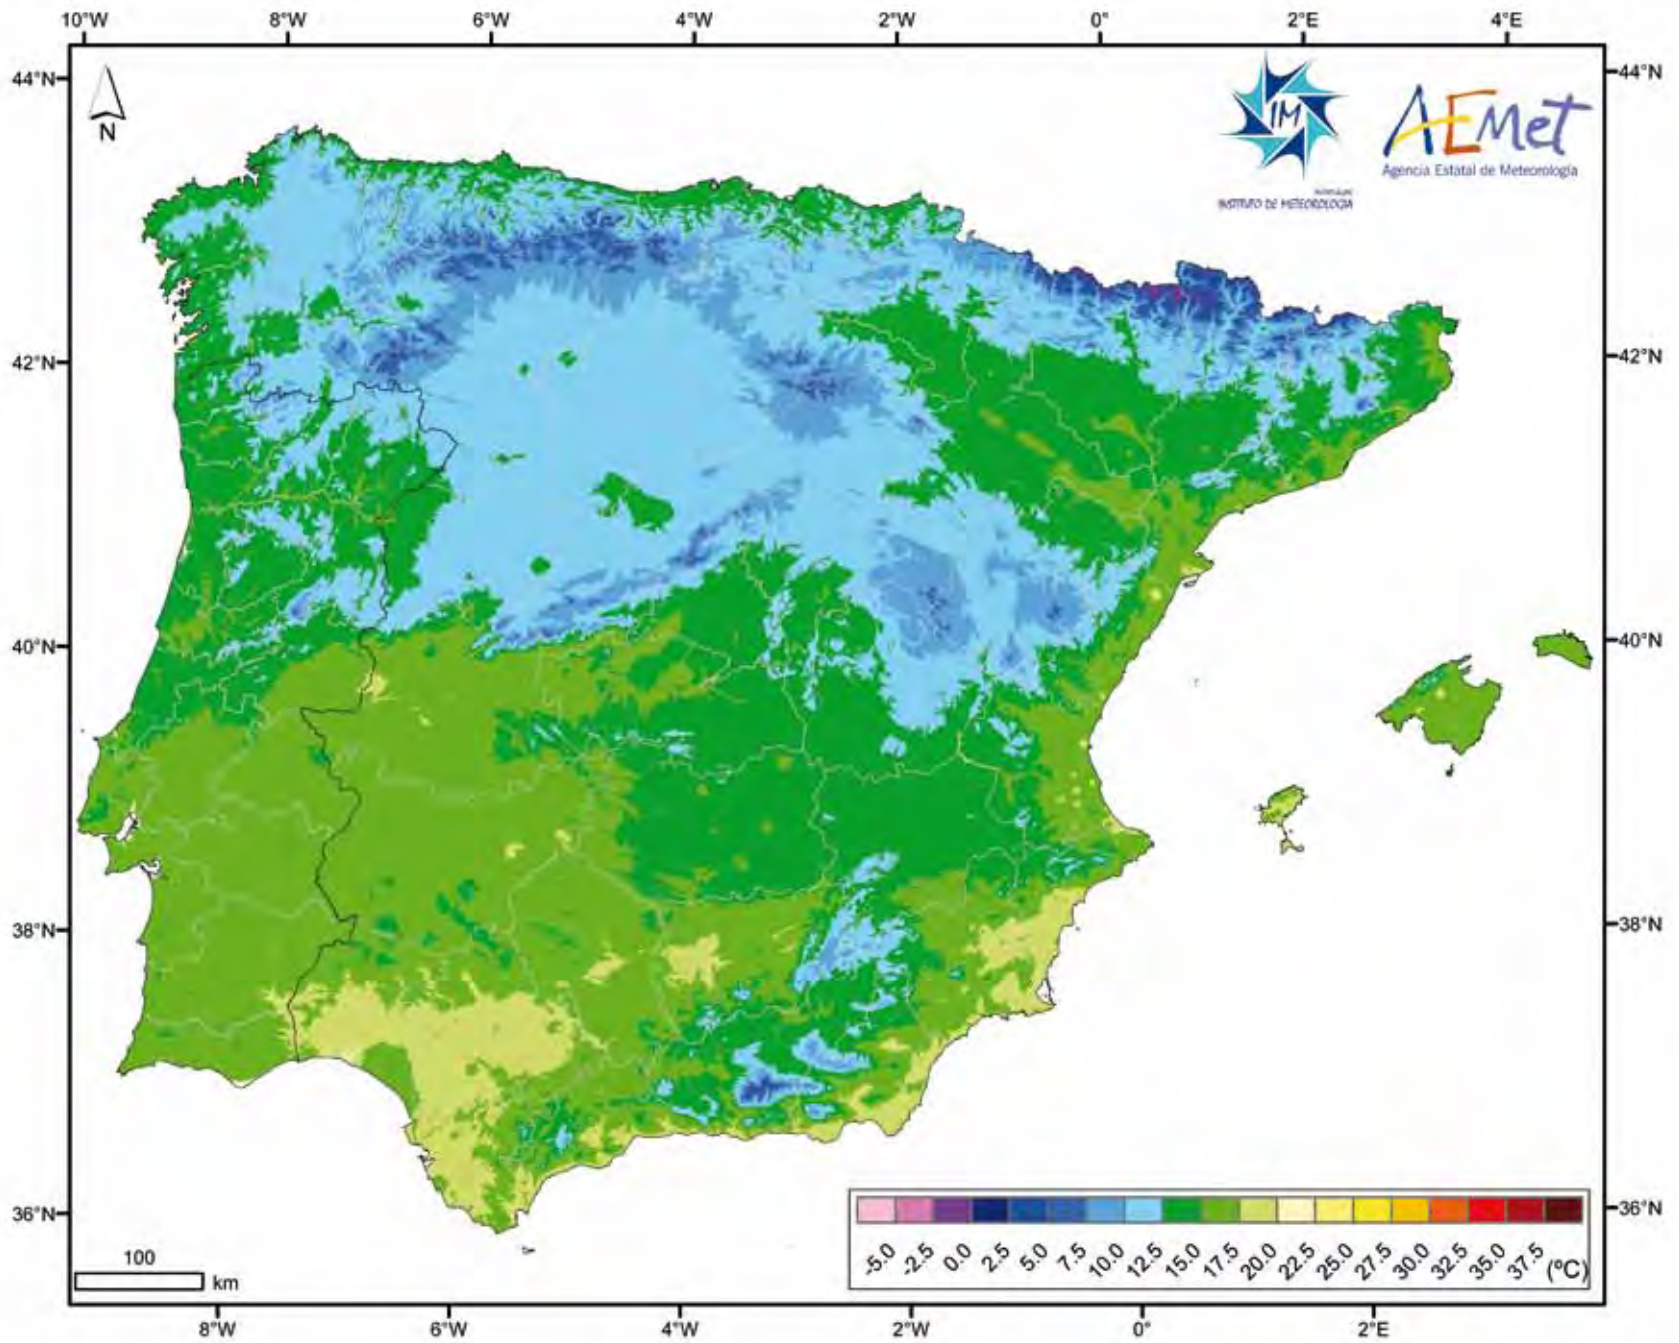 10°W 8°W 6°W 4°W 2°W 0° 2°E 4°E
44°N 44°N
N
IM
AEMet
Agencia Estatal de Meteorología
INSTITUTO DE METEOROLOGIA
42°N 42°N
40°N 40°N
38°N 38°N
36°N 36°N
-5.0 -2.5 0.0 2.5 5.0 7.5 10.0 12.5 15.0 17.5 20.0 22.5 25.0 27.5 30.0 32.5 35.0 37.5 (°C)
100
km
8°W 6°W 4°W 2°W 0° 2°E